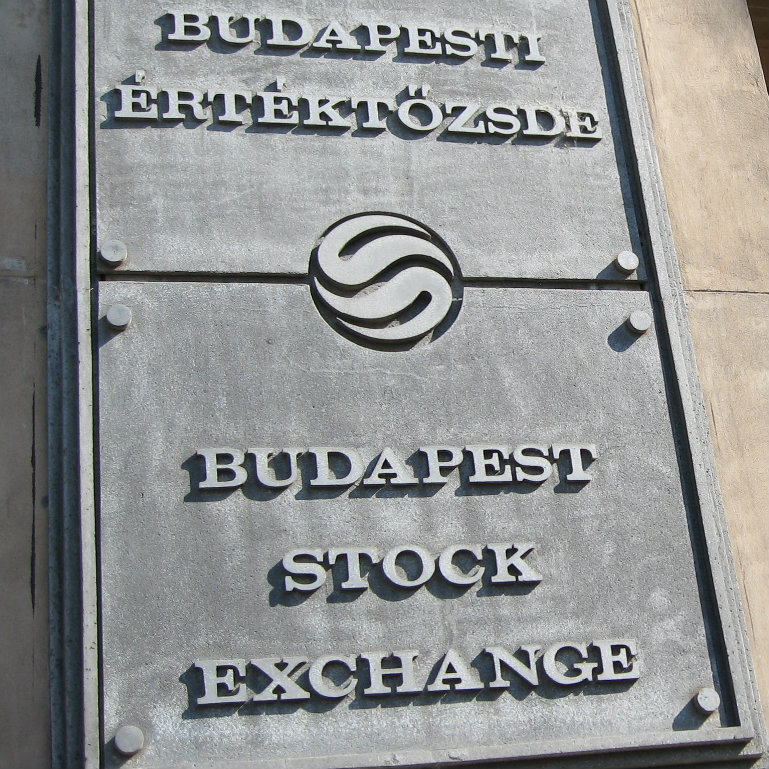 BUDAPESTI
ÉRTÉKTŐZSDE
BUDAPEST
STOCK
EXCHANGE